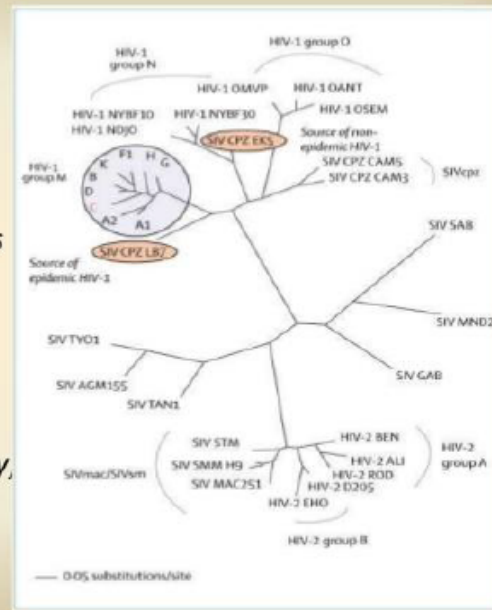 HIV-1 group O
HIV-1
group N
HIV-1 OMVP
HIV-1 OANT
HIV-1 NYBF30
HIV-1 OSEM
HIV-1 NDJO
SIV CPZ EK5
Source of non-
epidemic HIV-1
SIV CPZ CAM5
SIV CPZ CAM3
SIVcpz
HIV-1
group M
K
F1
H
G
B
D
C
A2
A1
SIV CPZ LB7
Source of
epidemic HIV-1
s
SIV SAB
SIV MND2
SIV TYO1
SIV AGM155
SIV TAN1
SIV GAB
y,
SIVmac/SIVsm
SIV STM
SIV SMM H9
SIV MAC251
HIV-2 BEN
HIV-2 ALI
HIV-2 ROD
HIV-2 D205
HIV-2 EHO
HIV-2
group A
HIV-2 group B
0·05 substitutions/site